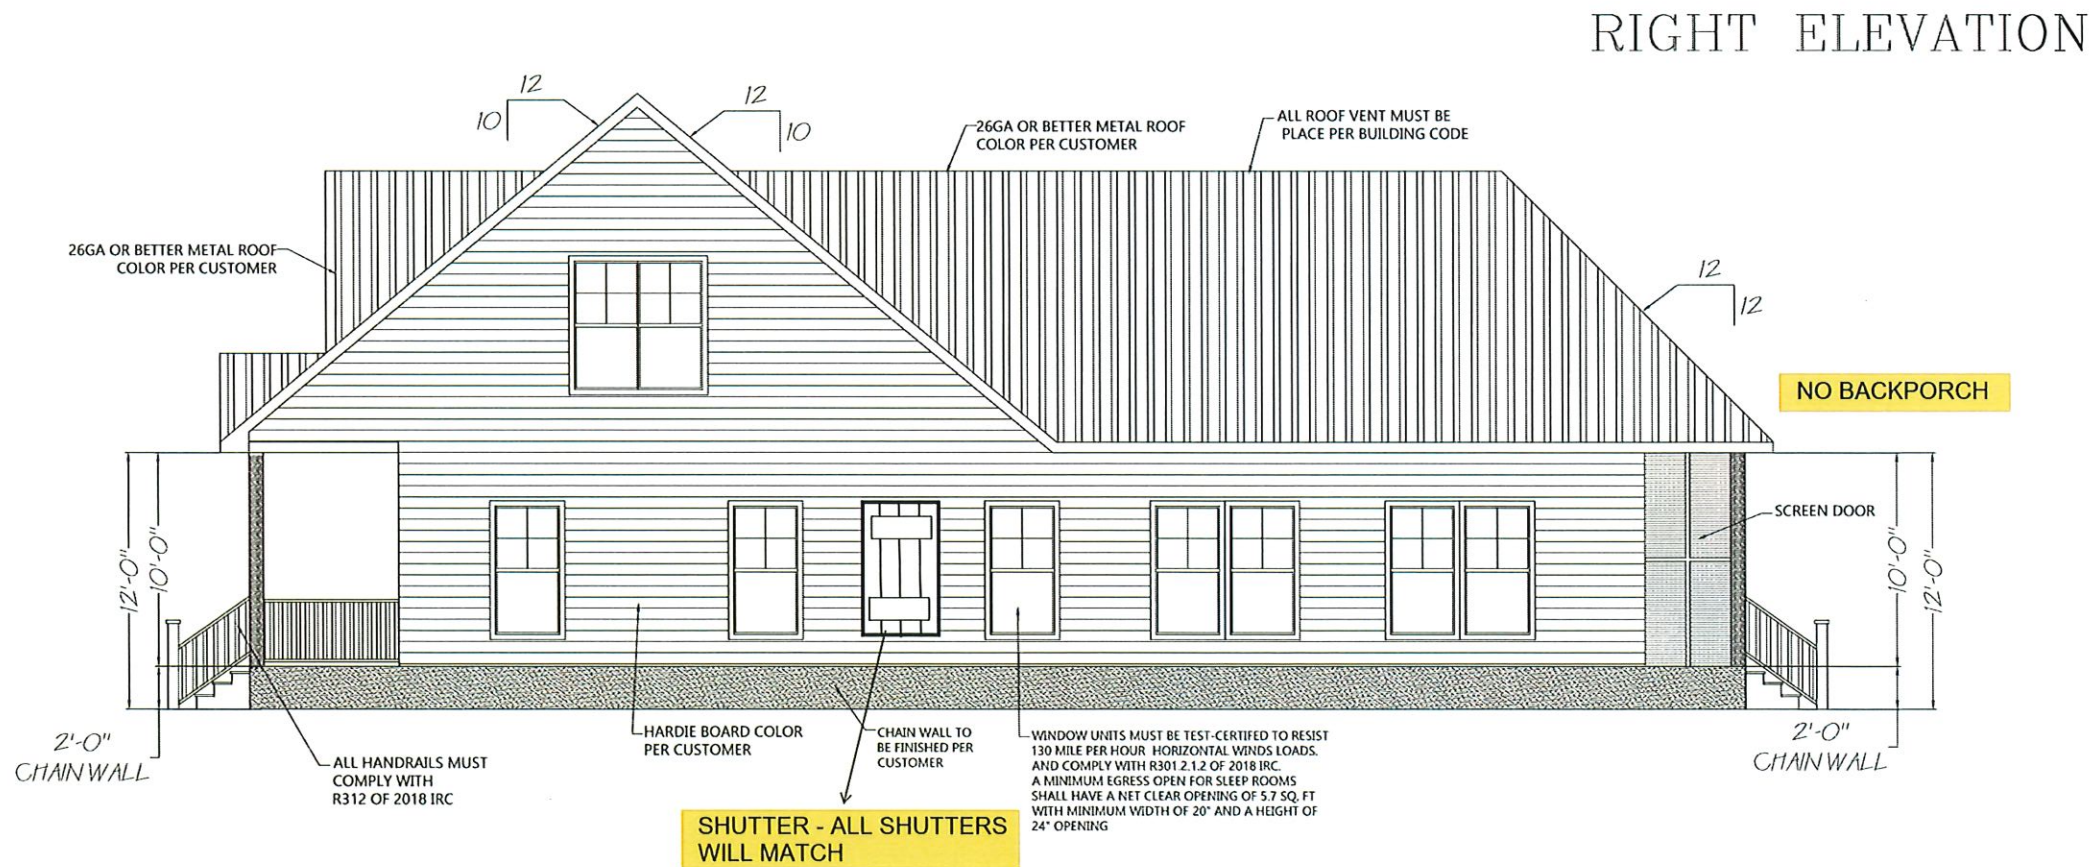 RIGHT ELEVATION
12
10
12
10
26GA OR BETTER METAL ROOF
COLOR PER CUSTOMER
ALL ROOF VENT MUST BE
PLACE PER BUILDING CODE
26GA OR BETTER METAL ROOF
COLOR PER CUSTOMER
12
12
NO BACKPORCH
SCREEN DOOR
12'-0"
10'-0"
10'-0"
12'-0"
2'-0"
CHAINWALL
ALL HANDRAILS MUST
COMPLY WITH
R312 OF 2018 IRC
HARDIE BOARD COLOR
PER CUSTOMER
CHAIN WALL TO
BE FINISHED PER
CUSTOMER
WINDOW UNITS MUST BE TEST-CERTIFED TO RESIST
130 MILE PER HOUR HORIZONTAL WINDS LOADS.
AND COMPLY WITH R301.2.1.2 OF 2018 IRC.
A MINIMUM EGRESS OPEN FOR SLEEP ROOMS
SHALL HAVE A NET CLEAR OPENING OF 5.7 SQ. FT
WITH MINIMUM WIDTH OF 20" AND A HEIGHT OF
24" OPENING
2'-0"
CHAINWALL
SHUTTER - ALL SHUTTERS
WILL MATCH